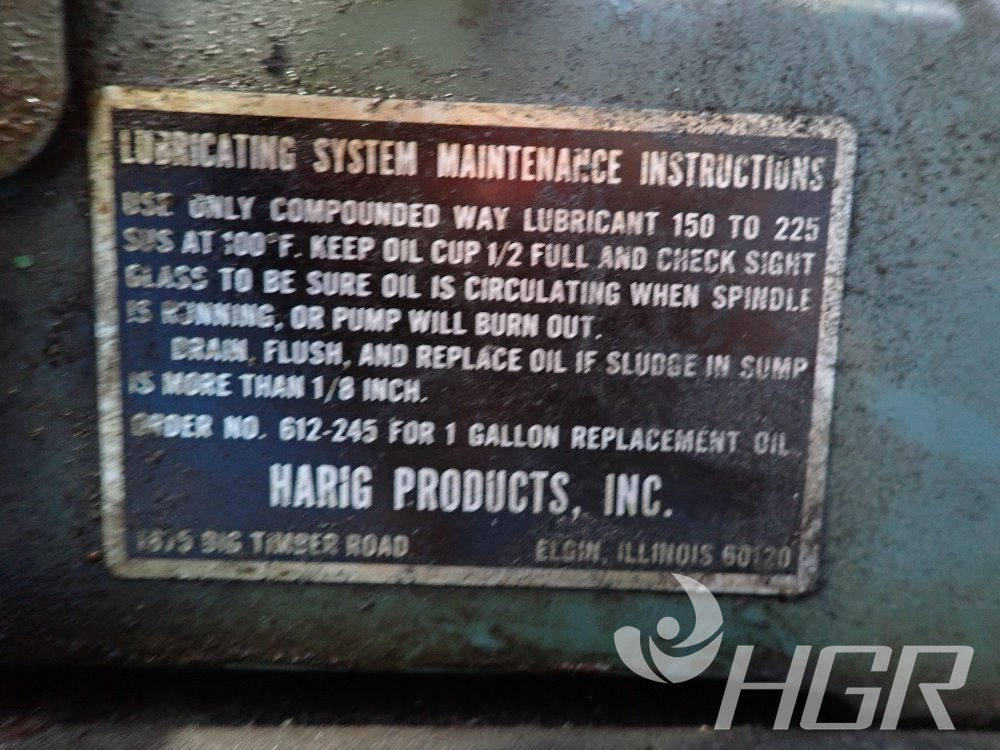 LUBRICATING SYSTEM MAINTENANCE INSTRUCTIONS
USE ONLY COMPOUNDED WAY LUBRICANT 150 TO 225
SUS AT 100°F. KEEP OIL CUP 1/2 FULL AND CHECK SIGHT
GLASS TO BE SURE OIL IS CIRCULATING WHEN SPINDLE
IS RUNNING, OR PUMP WILL BURN OUT.
DRAIN, FLUSH, AND REPLACE OIL IF SLUDGE IN SUMP
IS MORE THAN 1/8 INCH.
ORDER NO. 612-245 FOR 1 GALLON REPLACEMENT OIL
HARIG PRODUCTS, INC.
BIG TIMBER ROAD ELGIN, ILLINOIS 60120
HGR